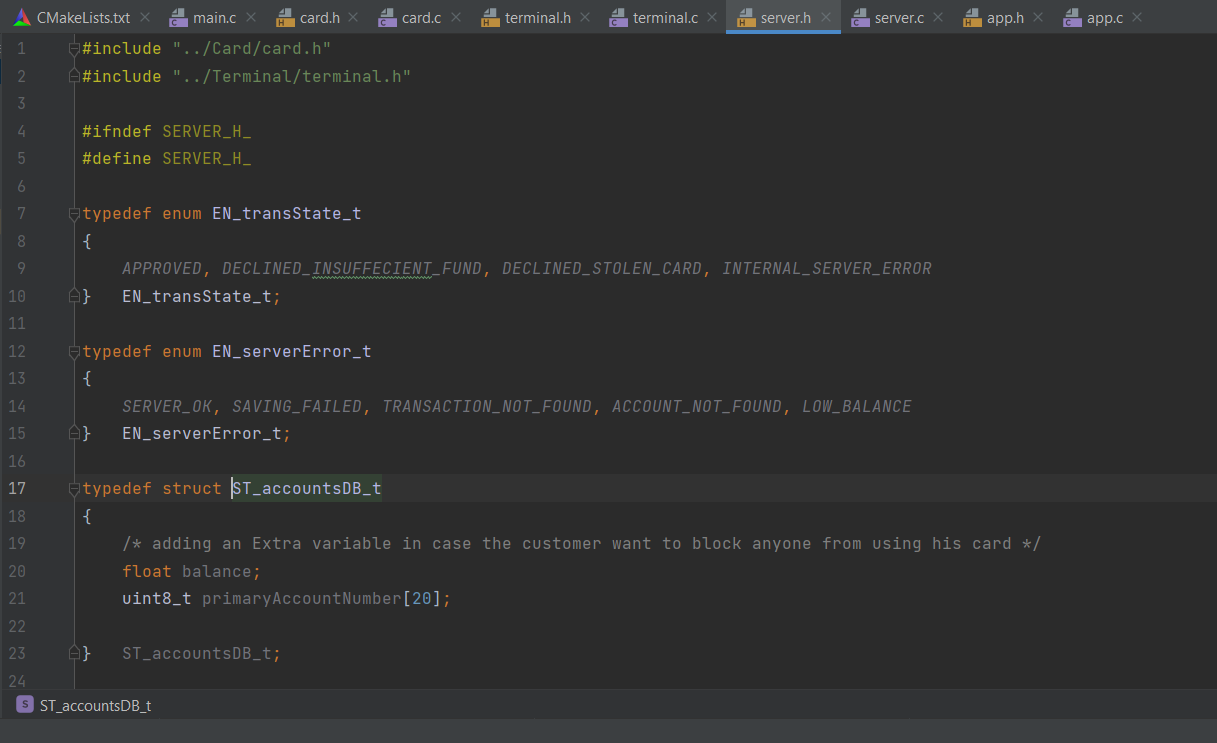 CMakeLists.txt main.c card.h card.c terminal.h terminal.c server.h server.c app.h app.c
1 #include "../Card/card.h"
2 #include "../Terminal/terminal.h"
3
4 #ifndef SERVER_H_
5 #define SERVER_H_
6
7 typedef enum EN_transState_t
8 {
9 APPROVED, DECLINED_INSUFFECIENT_FUND, DECLINED_STOLEN_CARD, INTERNAL_SERVER_ERROR
10 } EN_transState_t;
11
12 typedef enum EN_serverError_t
13 {
14 SERVER_OK, SAVING_FAILED, TRANSACTION_NOT_FOUND, ACCOUNT_NOT_FOUND, LOW_BALANCE
15 } EN_serverError_t;
16
17 typedef struct ST_accountsDB_t
18 {
19 /* adding an Extra variable in case the customer want to block anyone from using his card */
20 float balance;
21 uint8_t primaryAccountNumber[20];
22
23 } ST_accountsDB_t;
24
S ST_accountsDB_t